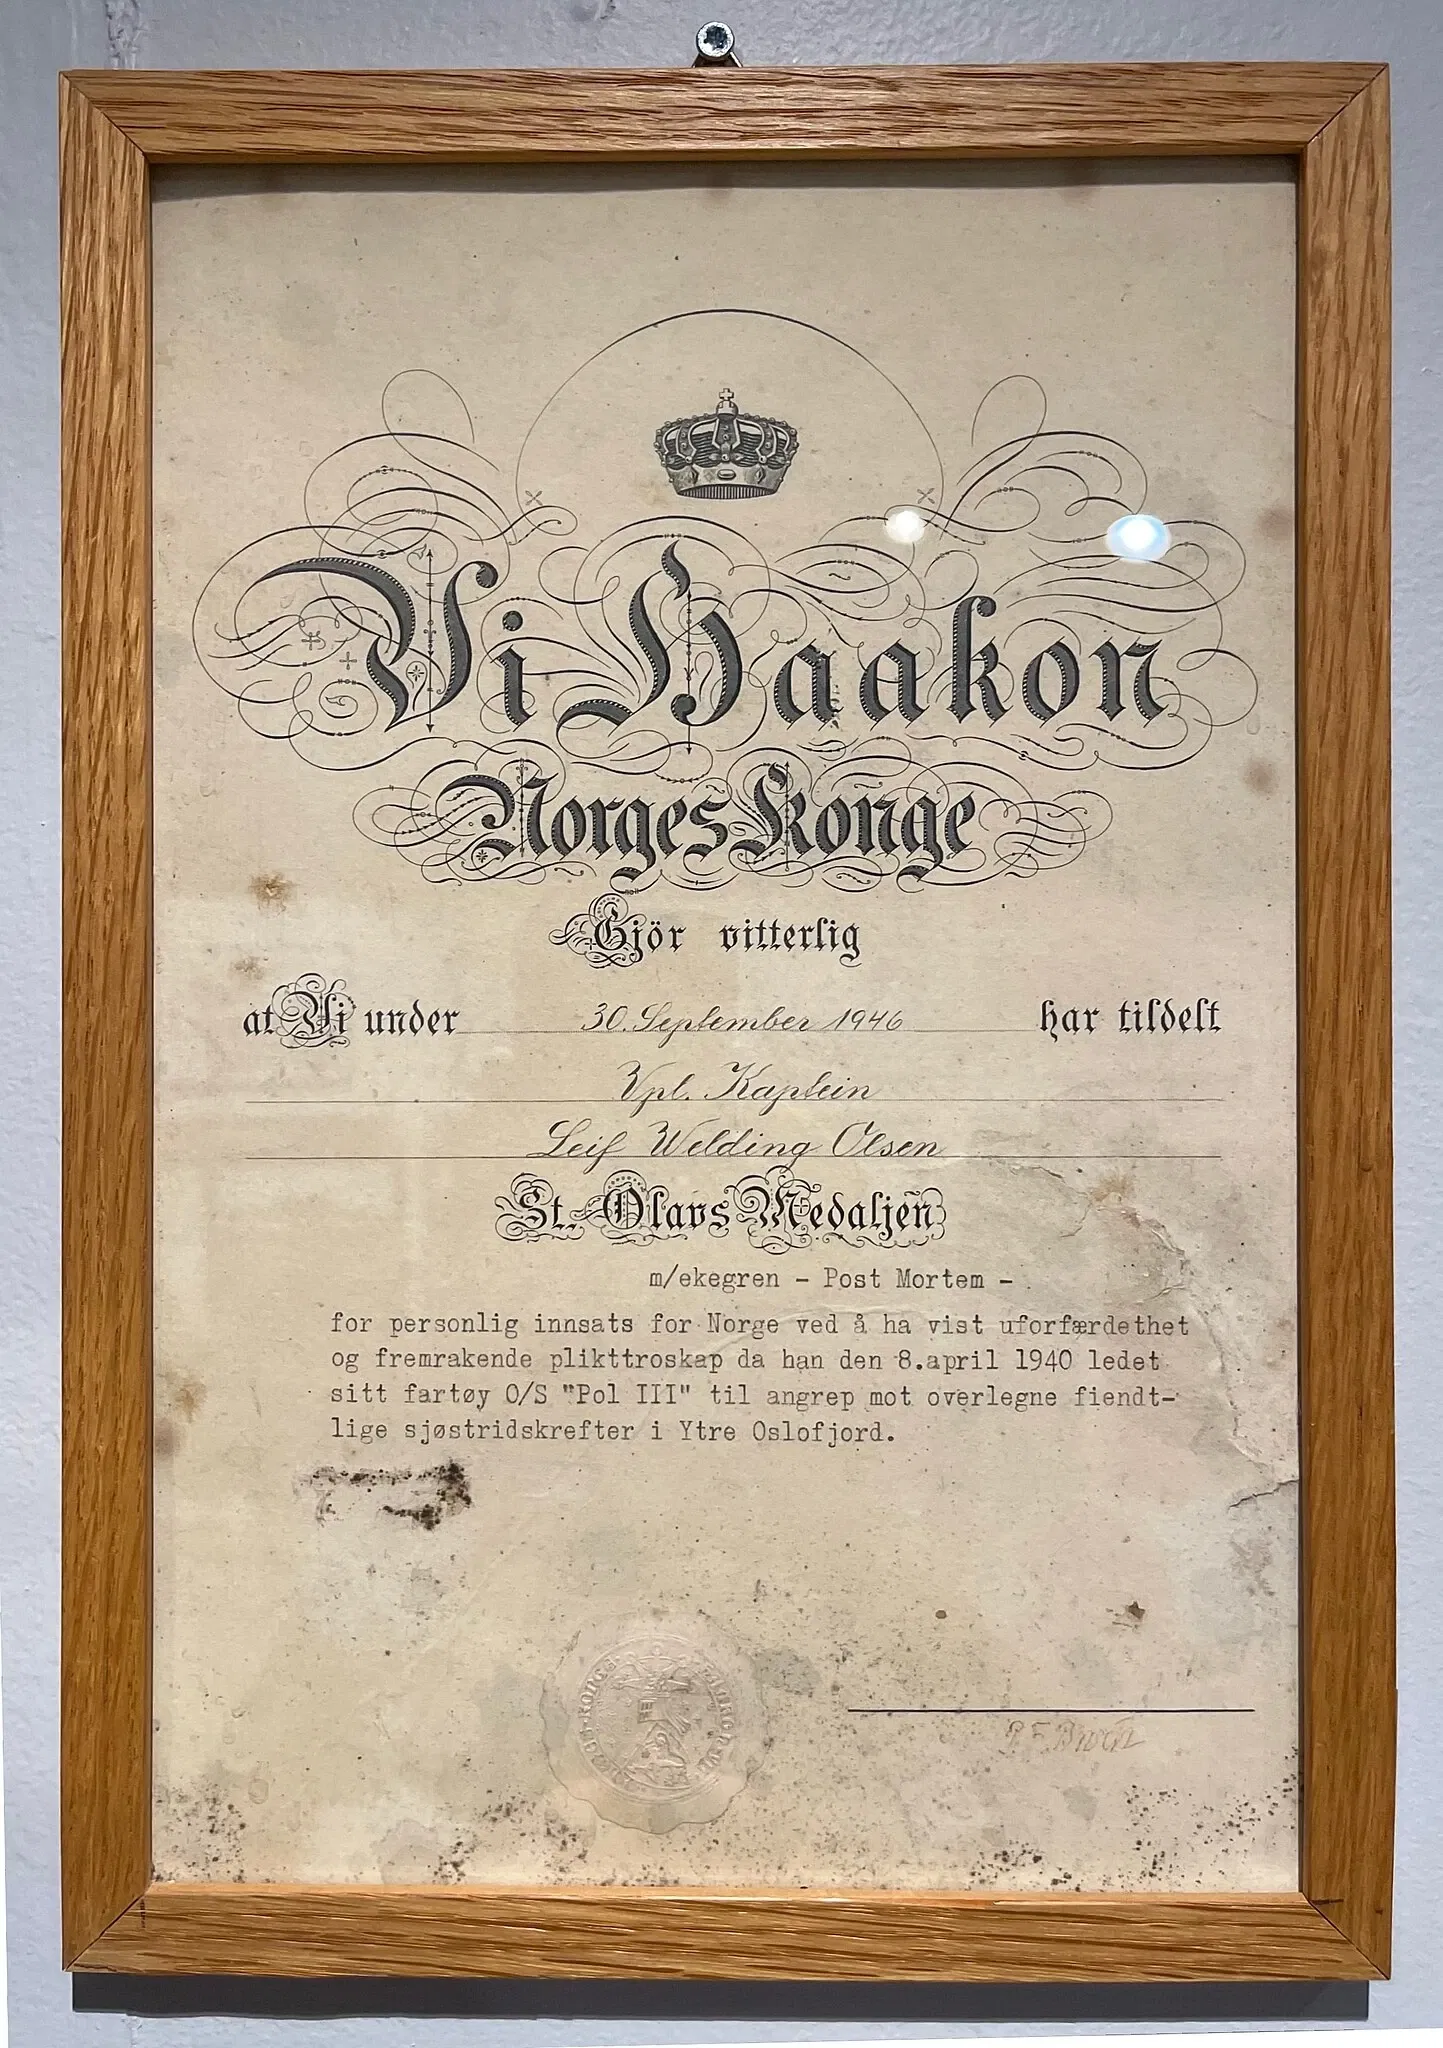 Vi Haakon
Norges Konge
Gjör vitterlig
at Vi under 30. September 1946 har tildelt
Vpl. Kaptein
Leif Welding Olsen
St. Olavs Medaljen
m/ekegren - Post Mortem -
for personlig innsats for Norge ved å ha vist uforfærdethet
og fremrakende plikttroskap da han den 8.april 1940 ledet
sitt fartøy O/S "Pol III" til angrep mot overlegne fiendt-
lige sjøstridskrefter i Ytre Oslofjord.